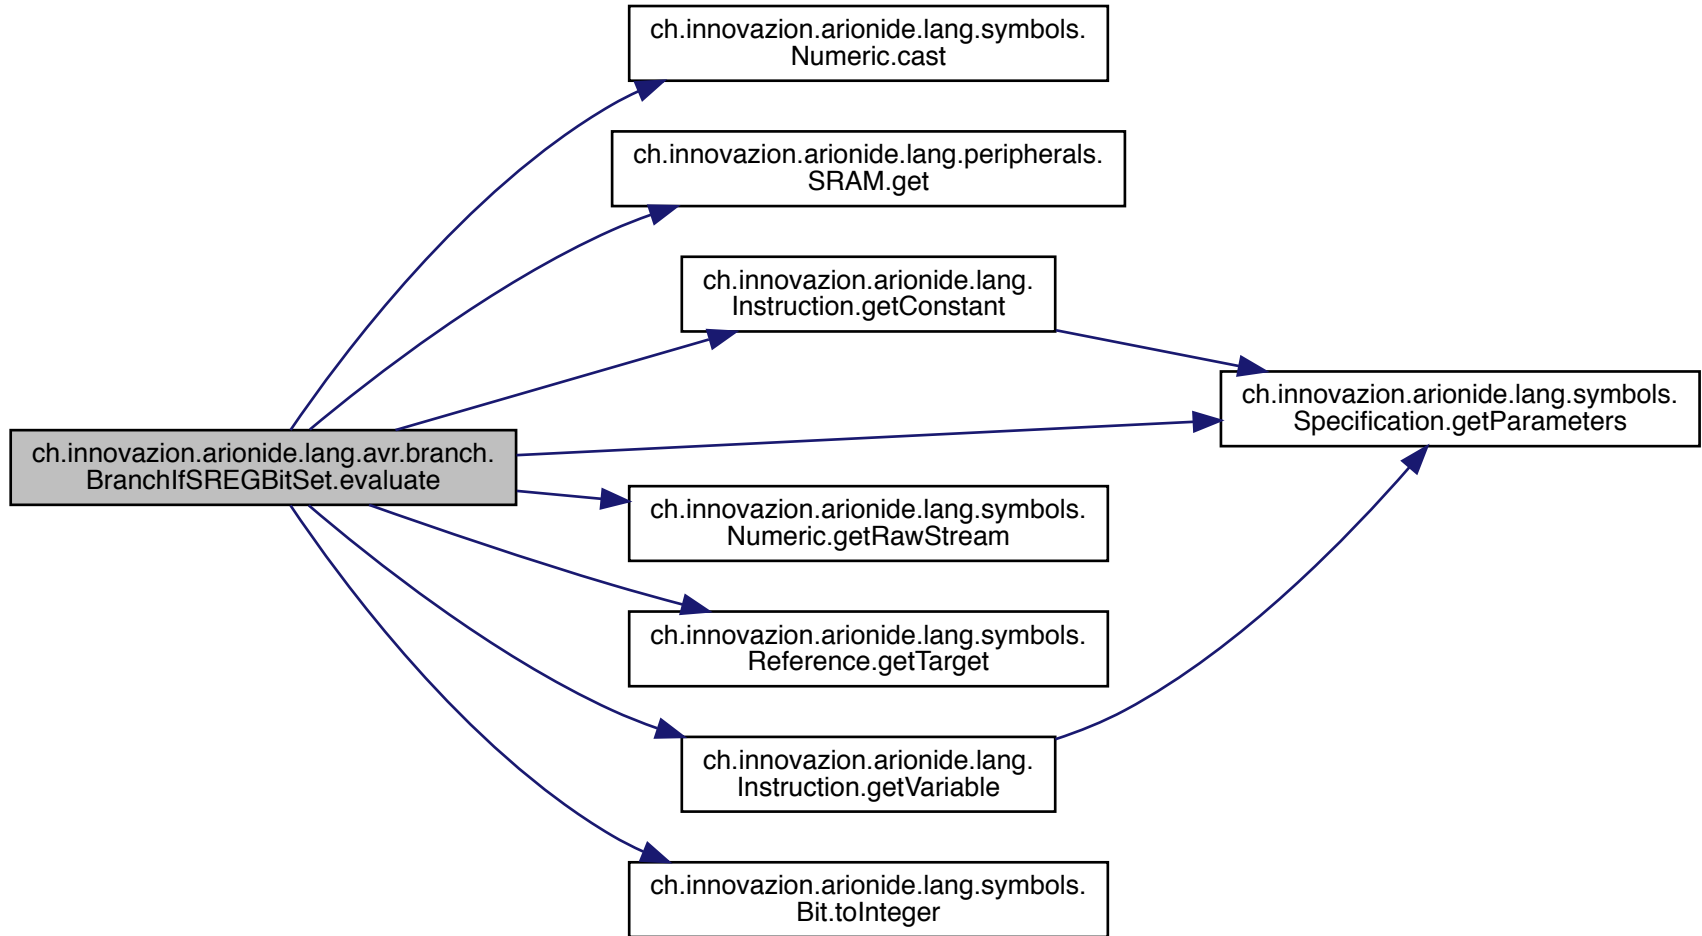 ch.innovazion.arionide.lang.symbols.
Numeric.cast
ch.innovazion.arionide.lang.peripherals.
SRAM.get
ch.innovazion.arionide.lang.
Instruction.getConstant
ch.innovazion.arionide.lang.symbols.
Specification.getParameters
ch.innovazion.arionide.lang.avr.branch.
BranchIfSREGBitSet.evaluate
ch.innovazion.arionide.lang.symbols.
Numeric.getRawStream
ch.innovazion.arionide.lang.symbols.
Reference.getTarget
ch.innovazion.arionide.lang.
Instruction.getVariable
ch.innovazion.arionide.lang.symbols.
Bit.toInteger